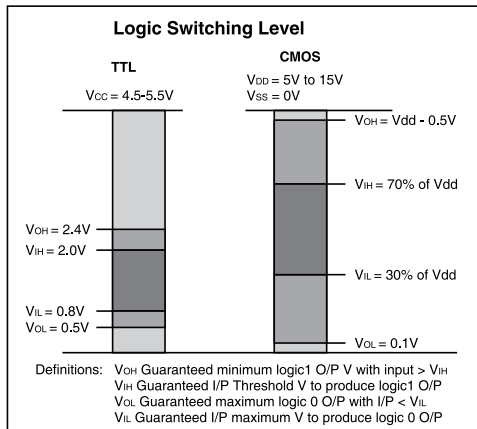 Logic Switching Level
TTL
VCC = 4.5-5.5V
CMOS
VDD = 5V to 15V
VSS = 0V
VOH = 2.4V
VIH = 2.0V
VIL = 0.8V
VOL = 0.5V
VOH = Vdd - 0.5V
VIH = 70% of Vdd
VIL = 30% of Vdd
VOL = 0.1V
Definitions: VOH Guaranteed minimum logic1 O/P V with input > VIH
VIH Guaranteed I/P Threshold V to produce logic1 O/P
VOL Guaranteed maximum logic 0 O/P with I/P < VIL
VIL Guaranteed I/P maximum V to produce logic 0 O/P